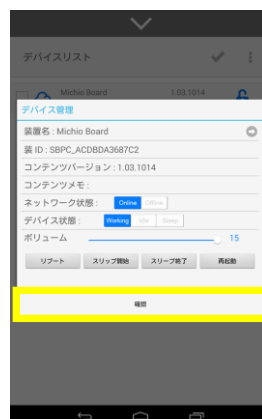 デバイスリスト
Michio Board 1.03.1014
デバイス管理
装置名 : Michio Board
装 ID : SBPC_ACDBDA3687C2
コンテンツバージョン : 1.03.1014
コンテンツメモ :
ネットワーク状態 : Online Offline
デバイス状態 : Working Idle Sleep
ボリューム 15
リブート スリップ開始 スリープ終了 再起動
確認